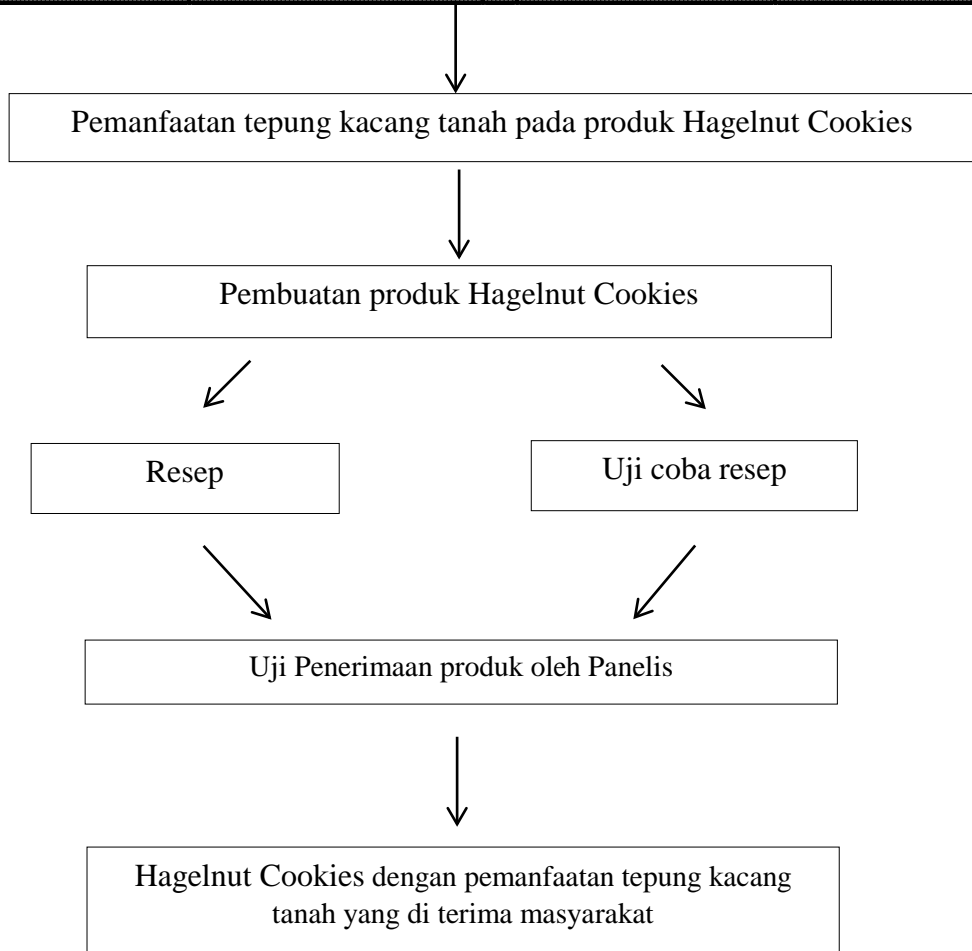 Pemanfaatan tepung kacang tanah pada produk Hagelnut Cookies
Pembuatan produk Hagelnut Cookies
Resep
Uji coba resep
Uji Penerimaan produk oleh Panelis
Hagelnut Cookies dengan pemanfaatan tepung kacang
tanah yang di terima masyarakat